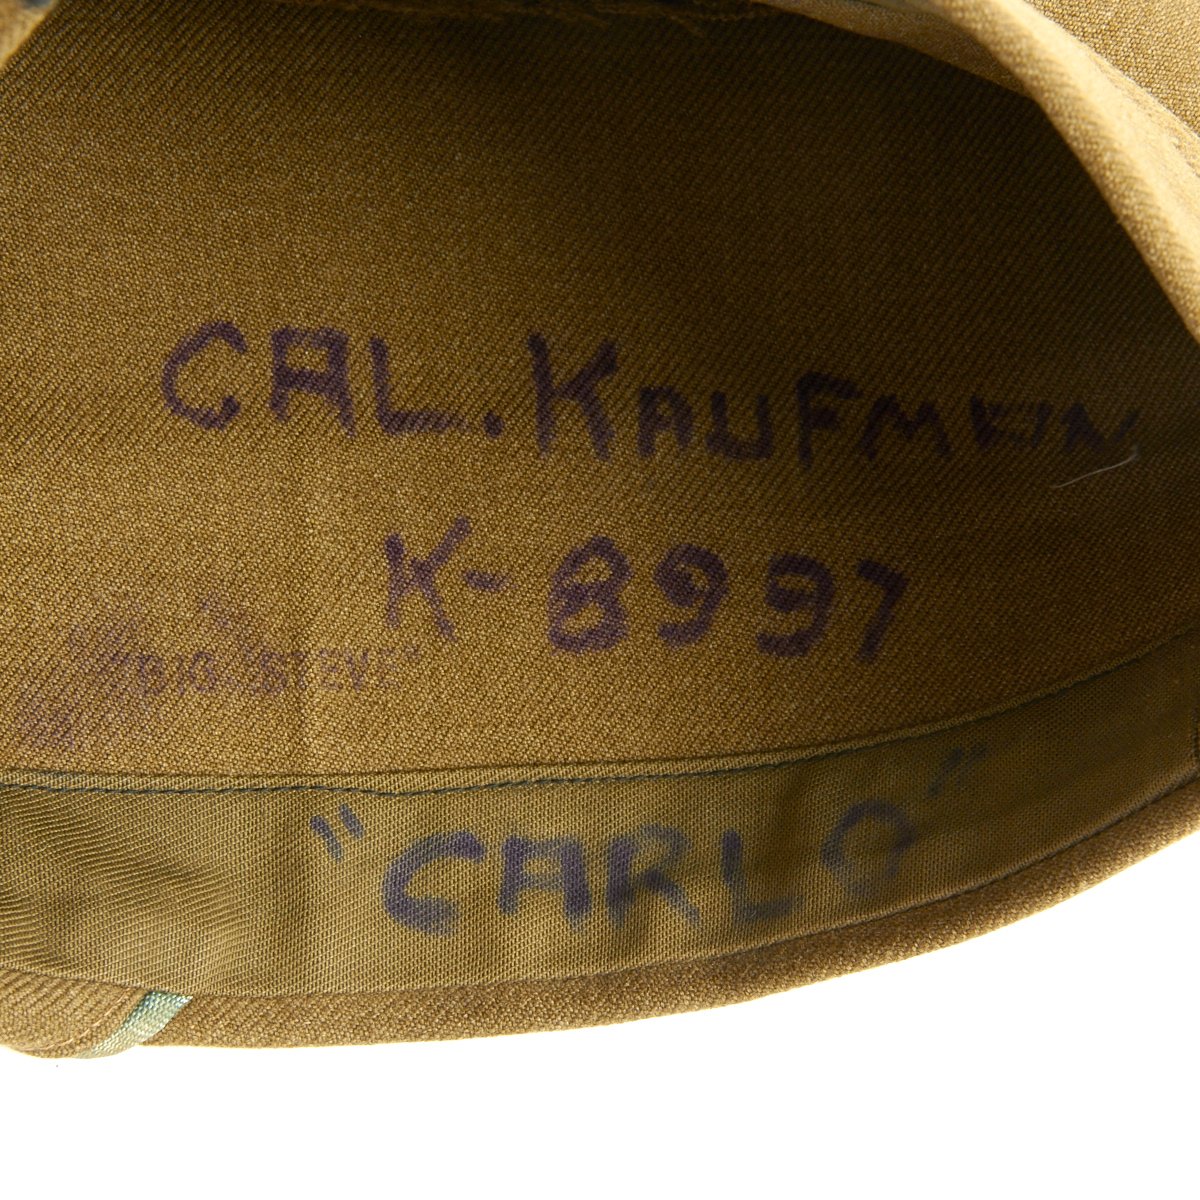 CAL. KAUFMAN
K-8997
"BIG "STEVE"
"CARLO"